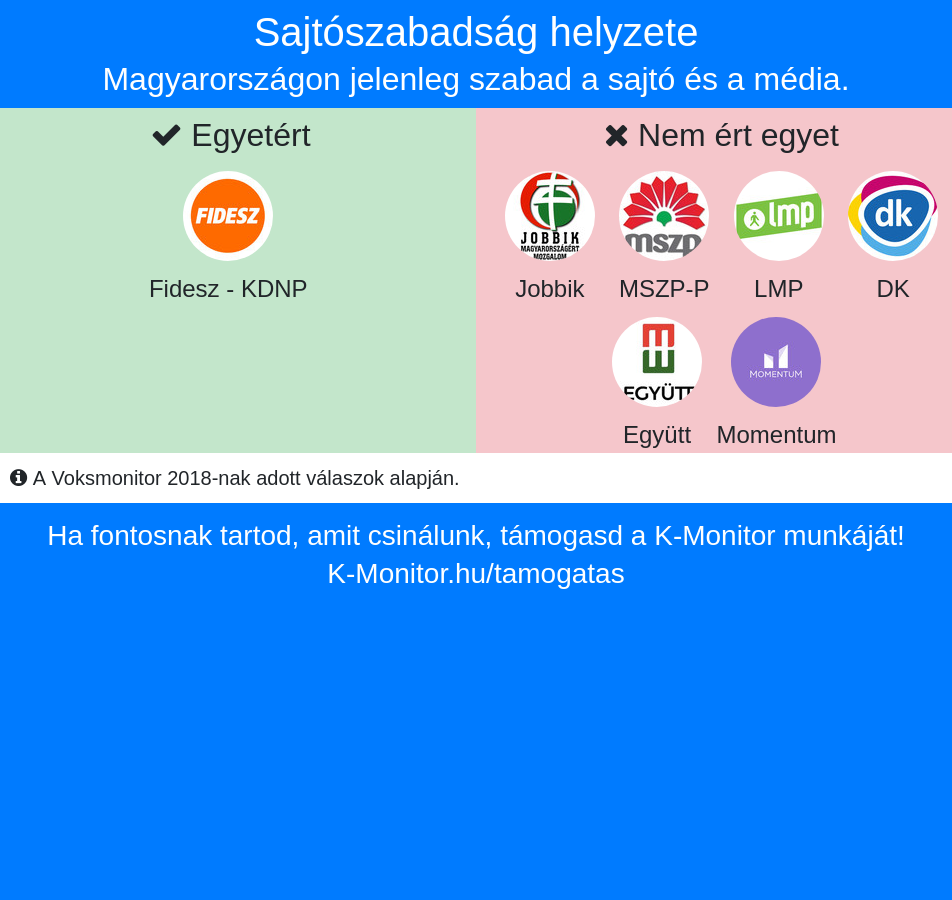 Sajtószabadság helyzete
Magyarországon jelenleg szabad a sajtó és a média.
Egyetért
FIDESZ
Fidesz - KDNP
Nem ért egyet
JOBBIK
MAGYARORSZÁGÉRT
MOZGALOM
mszp
lmp
dk
Jobbik MSZP-P LMP DK
EGYÜTT
MOMENTUM
Együtt Momentum
A Voksmonitor 2018-nak adott válaszok alapján.
Ha fontosnak tartod, amit csinálunk, támogasd a K-Monitor munkáját!
K-Monitor.hu/tamogatas